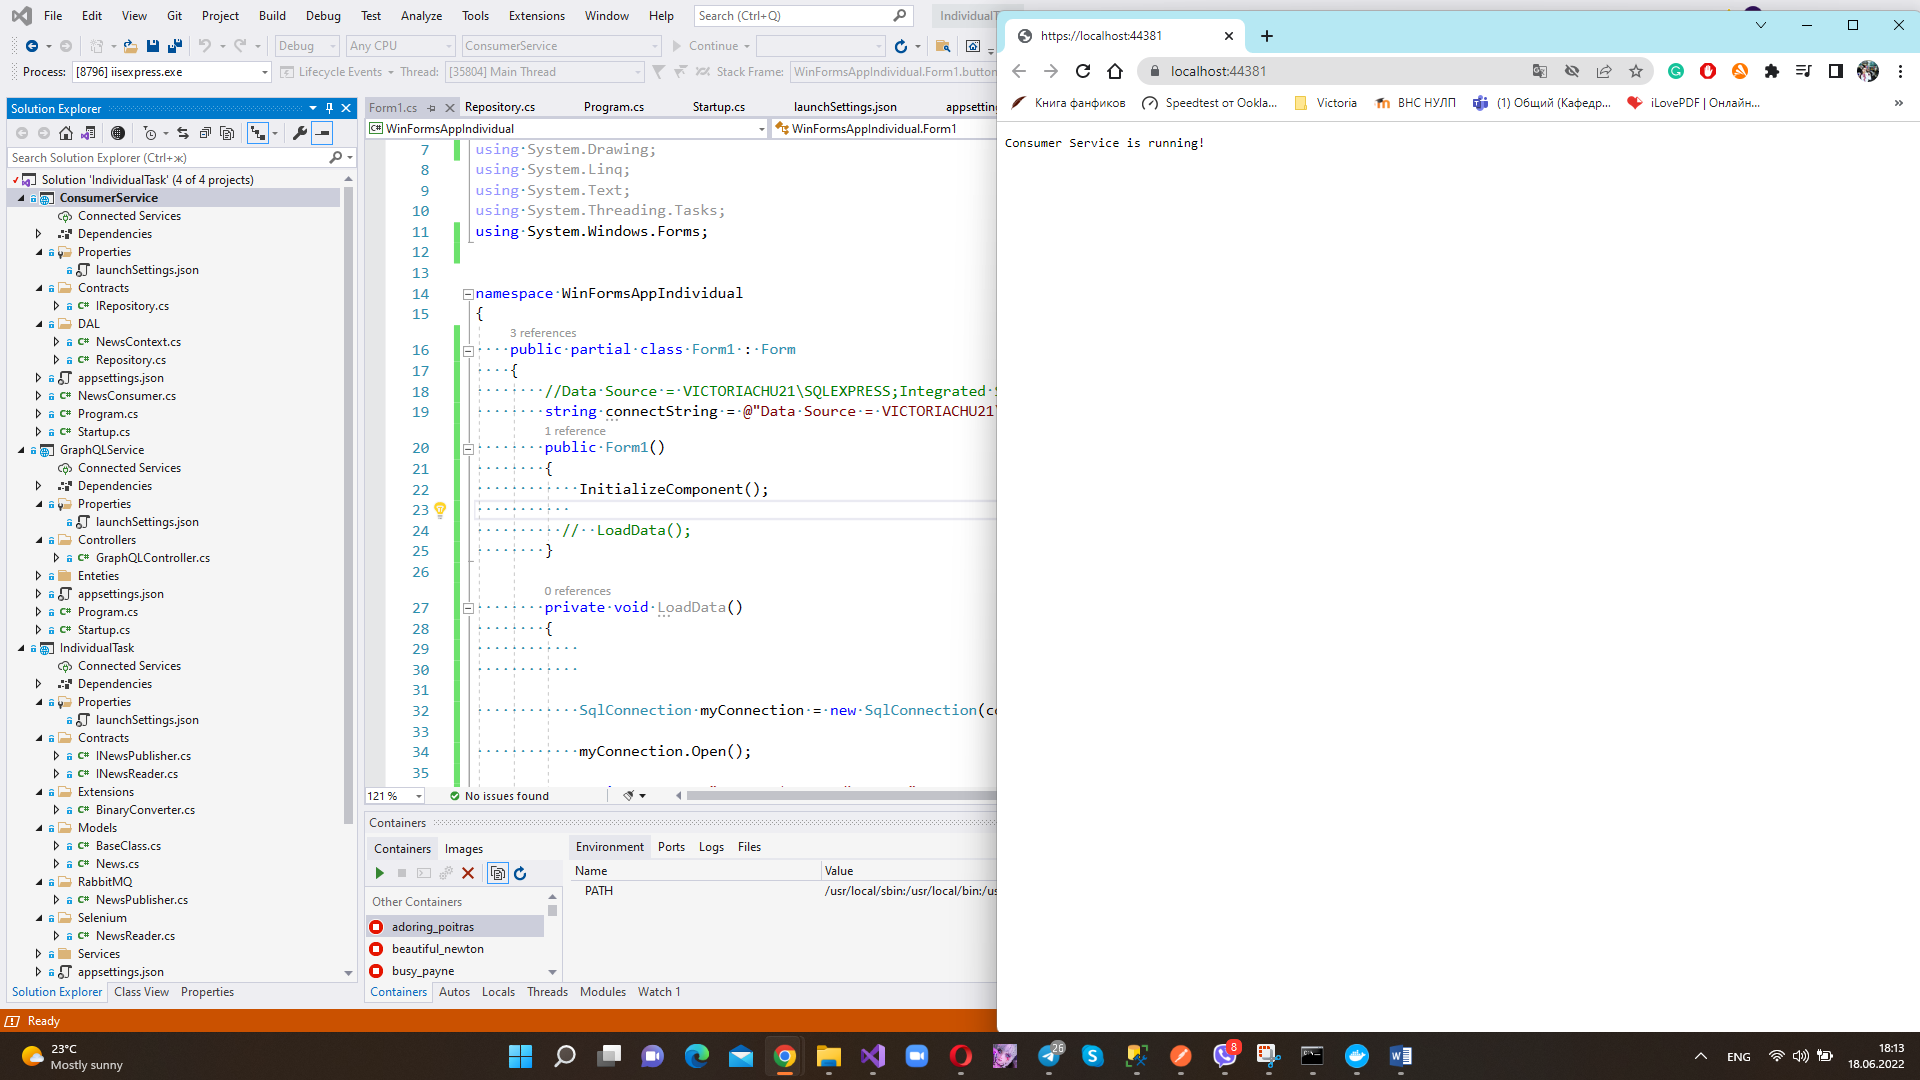 File Edit View Git Project Build Debug Test Analyze Tools Extensions Window Help Search (Ctrl+Q) IndividualT
Debug Any CPU ConsumerService Continue
Process: [8796] iisexpress.exe Lifecycle Events Thread: [35804] Main Thread Stack Frame: WinFormsAppIndividual.Form1.button
Solution Explorer
Search Solution Explorer (Ctrl+ж)
Solution 'IndividualTask' (4 of 4 projects)
ConsumerService
Connected Services
Dependencies
Properties
launchSettings.json
Contracts
IRepository.cs
DAL
NewsContext.cs
Repository.cs
appsettings.json
NewsConsumer.cs
Program.cs
Startup.cs
GraphQLService
Connected Services
Dependencies
Properties
launchSettings.json
Controllers
GraphQLController.cs
Enteties
appsettings.json
Program.cs
Startup.cs
IndividualTask
Connected Services
Dependencies
Properties
launchSettings.json
Contracts
INewsPublisher.cs
INewsReader.cs
Extensions
BinaryConverter.cs
Models
BaseClass.cs
News.cs
RabbitMQ
NewsPublisher.cs
Selenium
NewsReader.cs
Services
appsettings.json
Solution Explorer Class View Properties
Form1.cs Repository.cs Program.cs Startup.cs launchSettings.json appsetting
WinFormsAppIndividual WinFormsAppIndividual.Form1
7 using System.Drawing;
8 using System.Linq;
9 using System.Text;
10 using System.Threading.Tasks;
11 using System.Windows.Forms;
12
13
14 namespace WinFormsAppIndividual
15 {
3 references
16 public partial class Form1 : Form
17 {
18 //Data Source = VICTORIACHU21\SQLEXPRESS;Integrated S
19 string connectString = @"Data Source = VICTORIACHU21\
1 reference
20 public Form1()
21 {
22 InitializeComponent();
23
24 // LoadData();
25 }
26
0 references
27 private void LoadData()
28 {
29
30
31
32 SqlConnection myConnection = new SqlConnection(co
33
34 myConnection.Open();
35
121 % No issues found
Containers
Containers Images Environment Ports Logs Files
Name Value
PATH /usr/local/sbin:/usr/local/bin:/us
Other Containers
adoring_poitras
beautiful_newton
busy_payne
Containers Autos Locals Threads Modules Watch 1
Ready
https://localhost:44381
localhost:44381
Книга фанфиков Speedtest от Ookla... Victoria ВНС НУЛП (1) Общий (Кафедр... iLovePDF | Онлайн... »
Consumer Service is running!
23°C
Mostly sunny
26
8
ENG
18:13
18.06.2022